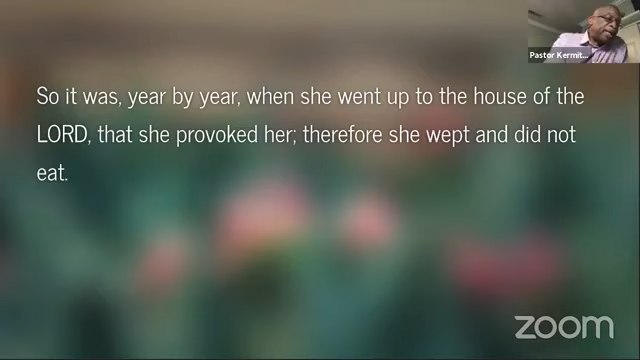 Pastor Kermit...
So it was, year by year, when she went up to the house of the
LORD, that she provoked her; therefore she wept and did not
eat.
zoom